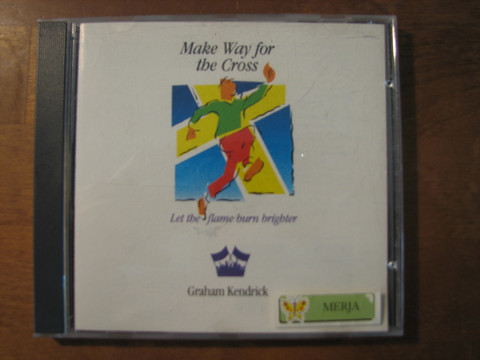 Make Way for
the Cross
Let the flame burn brighter
Graham Kendrick
MERJA